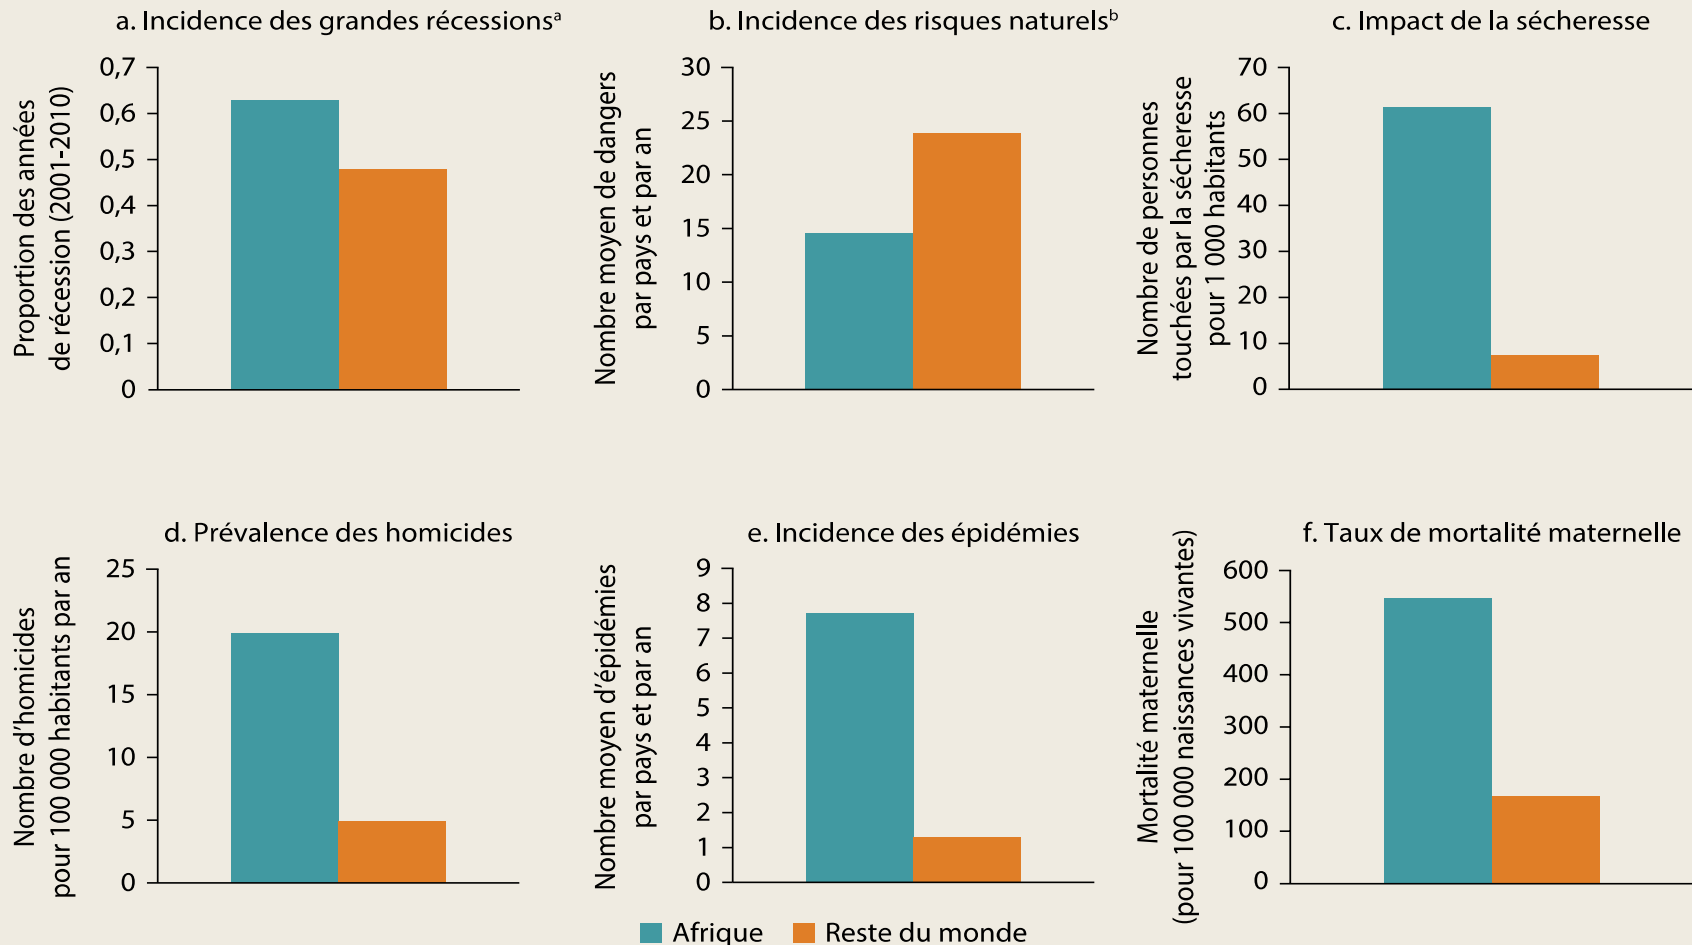 a. Incidence des grandes récessionsᵃ
Proportion des années
de récession (2001-2010)
0,7
0,6
0,5
0,4
0,3
0,2
0,1
0
b. Incidence des risques naturelsᵇ
Nombre moyen de dangers
par pays et par an
30
25
20
15
10
5
0
c. Impact de la sécheresse
Nombre de personnes
touchées par la sécheresse
pour 1 000 habitants
70
60
50
40
30
20
10
0
d. Prévalence des homicides
Nombre d'homicides
pour 100 000 habitants par an
25
20
15
10
5
0
e. Incidence des épidémies
Nombre moyen d'épidémies
par pays et par an
9
8
7
6
5
4
3
2
1
0
f. Taux de mortalité maternelle
Mortalité maternelle
(pour 100 000 naissances vivantes)
600
500
400
300
200
100
0
Afrique
Reste du monde